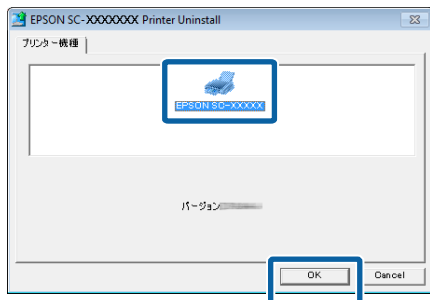 EPSON SC-XXXXXXX Printer Uninstall
プリンター機種
EPSON SC-XXXXX
バージョン
OK
Cancel